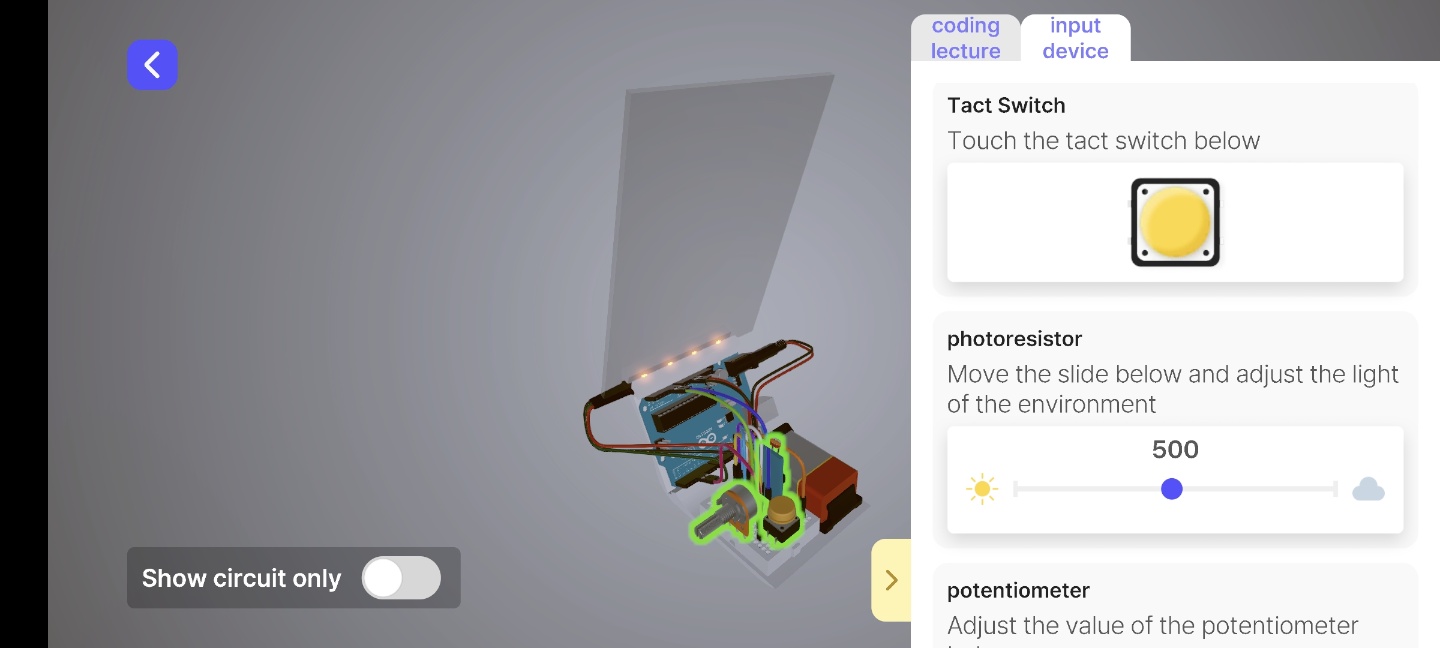 coding
lecture
input
device
Tact Switch
Touch the tact switch below
photoresistor
Move the slide below and adjust the light
of the environment
500
potentiometer
Adjust the value of the potentiometer
Show circuit only